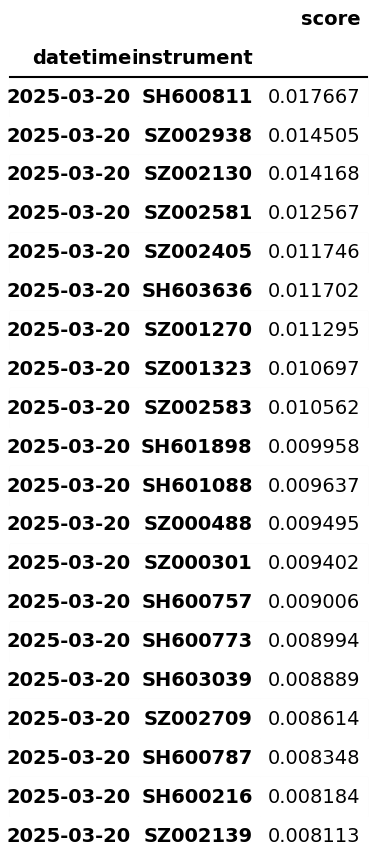 score
datetime instrument
2025-03-20 SH600811 0.017667
2025-03-20 SZ002938 0.014505
2025-03-20 SZ002130 0.014168
2025-03-20 SZ002581 0.012567
2025-03-20 SZ002405 0.011746
2025-03-20 SH603636 0.011702
2025-03-20 SZ001270 0.011295
2025-03-20 SZ001323 0.010697
2025-03-20 SZ002583 0.010562
2025-03-20 SH601898 0.009958
2025-03-20 SH601088 0.009637
2025-03-20 SZ000488 0.009495
2025-03-20 SZ000301 0.009402
2025-03-20 SH600757 0.009006
2025-03-20 SH600773 0.008994
2025-03-20 SH603039 0.008889
2025-03-20 SZ002709 0.008614
2025-03-20 SH600787 0.008348
2025-03-20 SH600216 0.008184
2025-03-20 SZ002139 0.008113